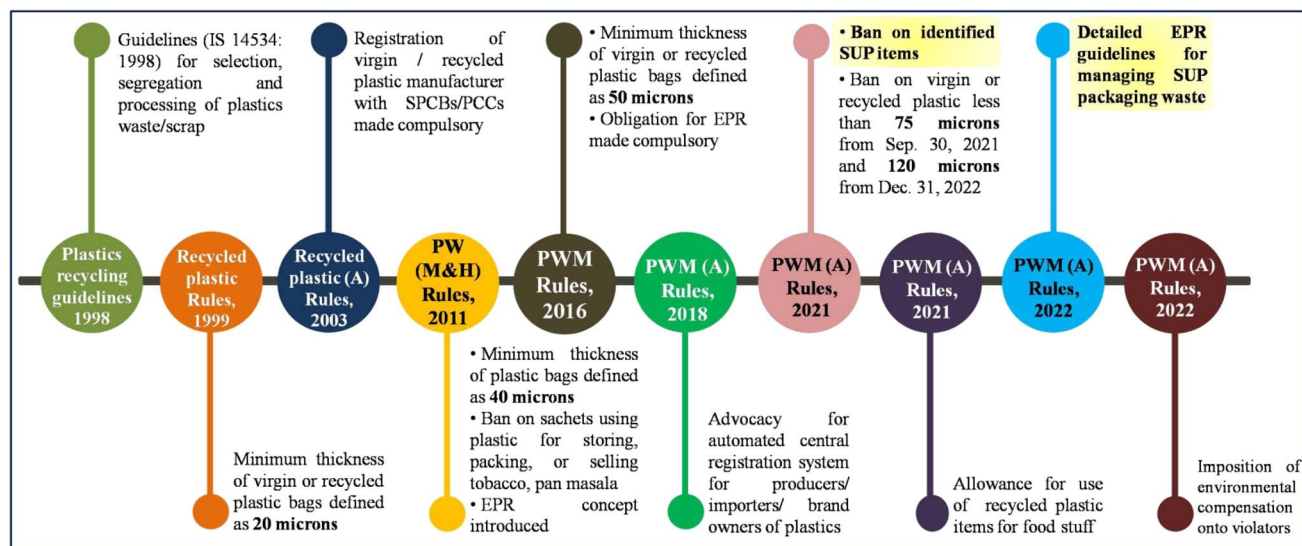 Guidelines (IS 14534:
1998) for selection,
segregation and
processing of plastics
waste/scrap
Registration of
virgin / recycled
plastic manufacturer
with SPCBs/PCCs
made compulsory
• Minimum thickness
of virgin or recycled
plastic bags defined
as 50 microns
• Obligation for EPR
made compulsory
• Ban on identified
SUP items
• Ban on virgin or
recycled plastic less
than 75 microns
from Sep. 30, 2021
and 120 microns
from Dec. 31, 2022
Detailed EPR
guidelines for
managing SUP
packaging waste
Plastics
recycling
guidelines
1998
Recycled
plastic
Rules,
1999
Recycled
plastic (A)
Rules,
2003
PW
(M&H)
Rules,
2011
PWM
Rules,
2016
PWM (A)
Rules,
2018
PWM (A)
Rules,
2021
PWM (A)
Rules,
2021
PWM (A)
Rules,
2022
PWM (A)
Rules,
2022
Minimum thickness
of virgin or recycled
plastic bags defined
as 20 microns
• Minimum thickness
of plastic bags defined
as 40 microns
• Ban on sachets using
plastic for storing,
packing, or selling
tobacco, pan masala
• EPR concept
introduced
Advocacy for
automated central
registration system
for producers/
importers/ brand
owners of plastics
Allowance for use
of recycled plastic
items for food stuff
Imposition of
environmental
compensation
onto violators